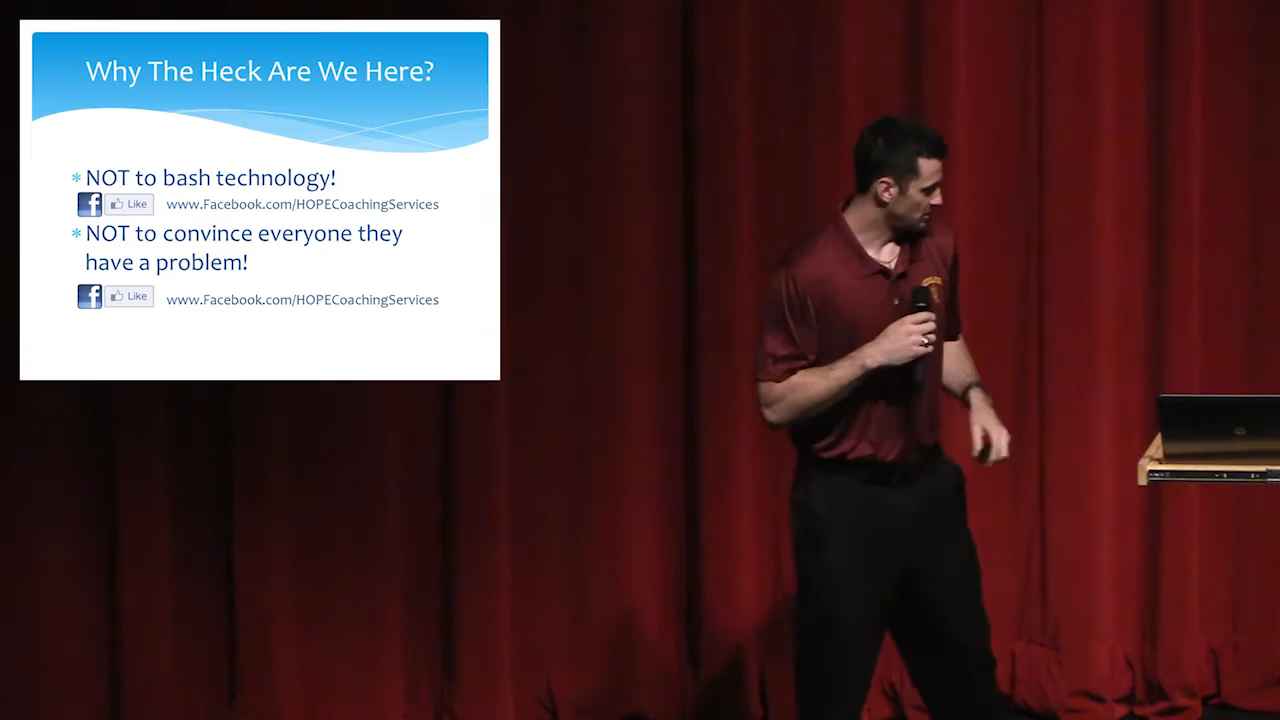 Why The Heck Are We Here?
* NOT to bash technology!
f Like www.Facebook.com/HOPECoachingServices
* NOT to convince everyone they
have a problem!
f Like www.Facebook.com/HOPECoachingServices